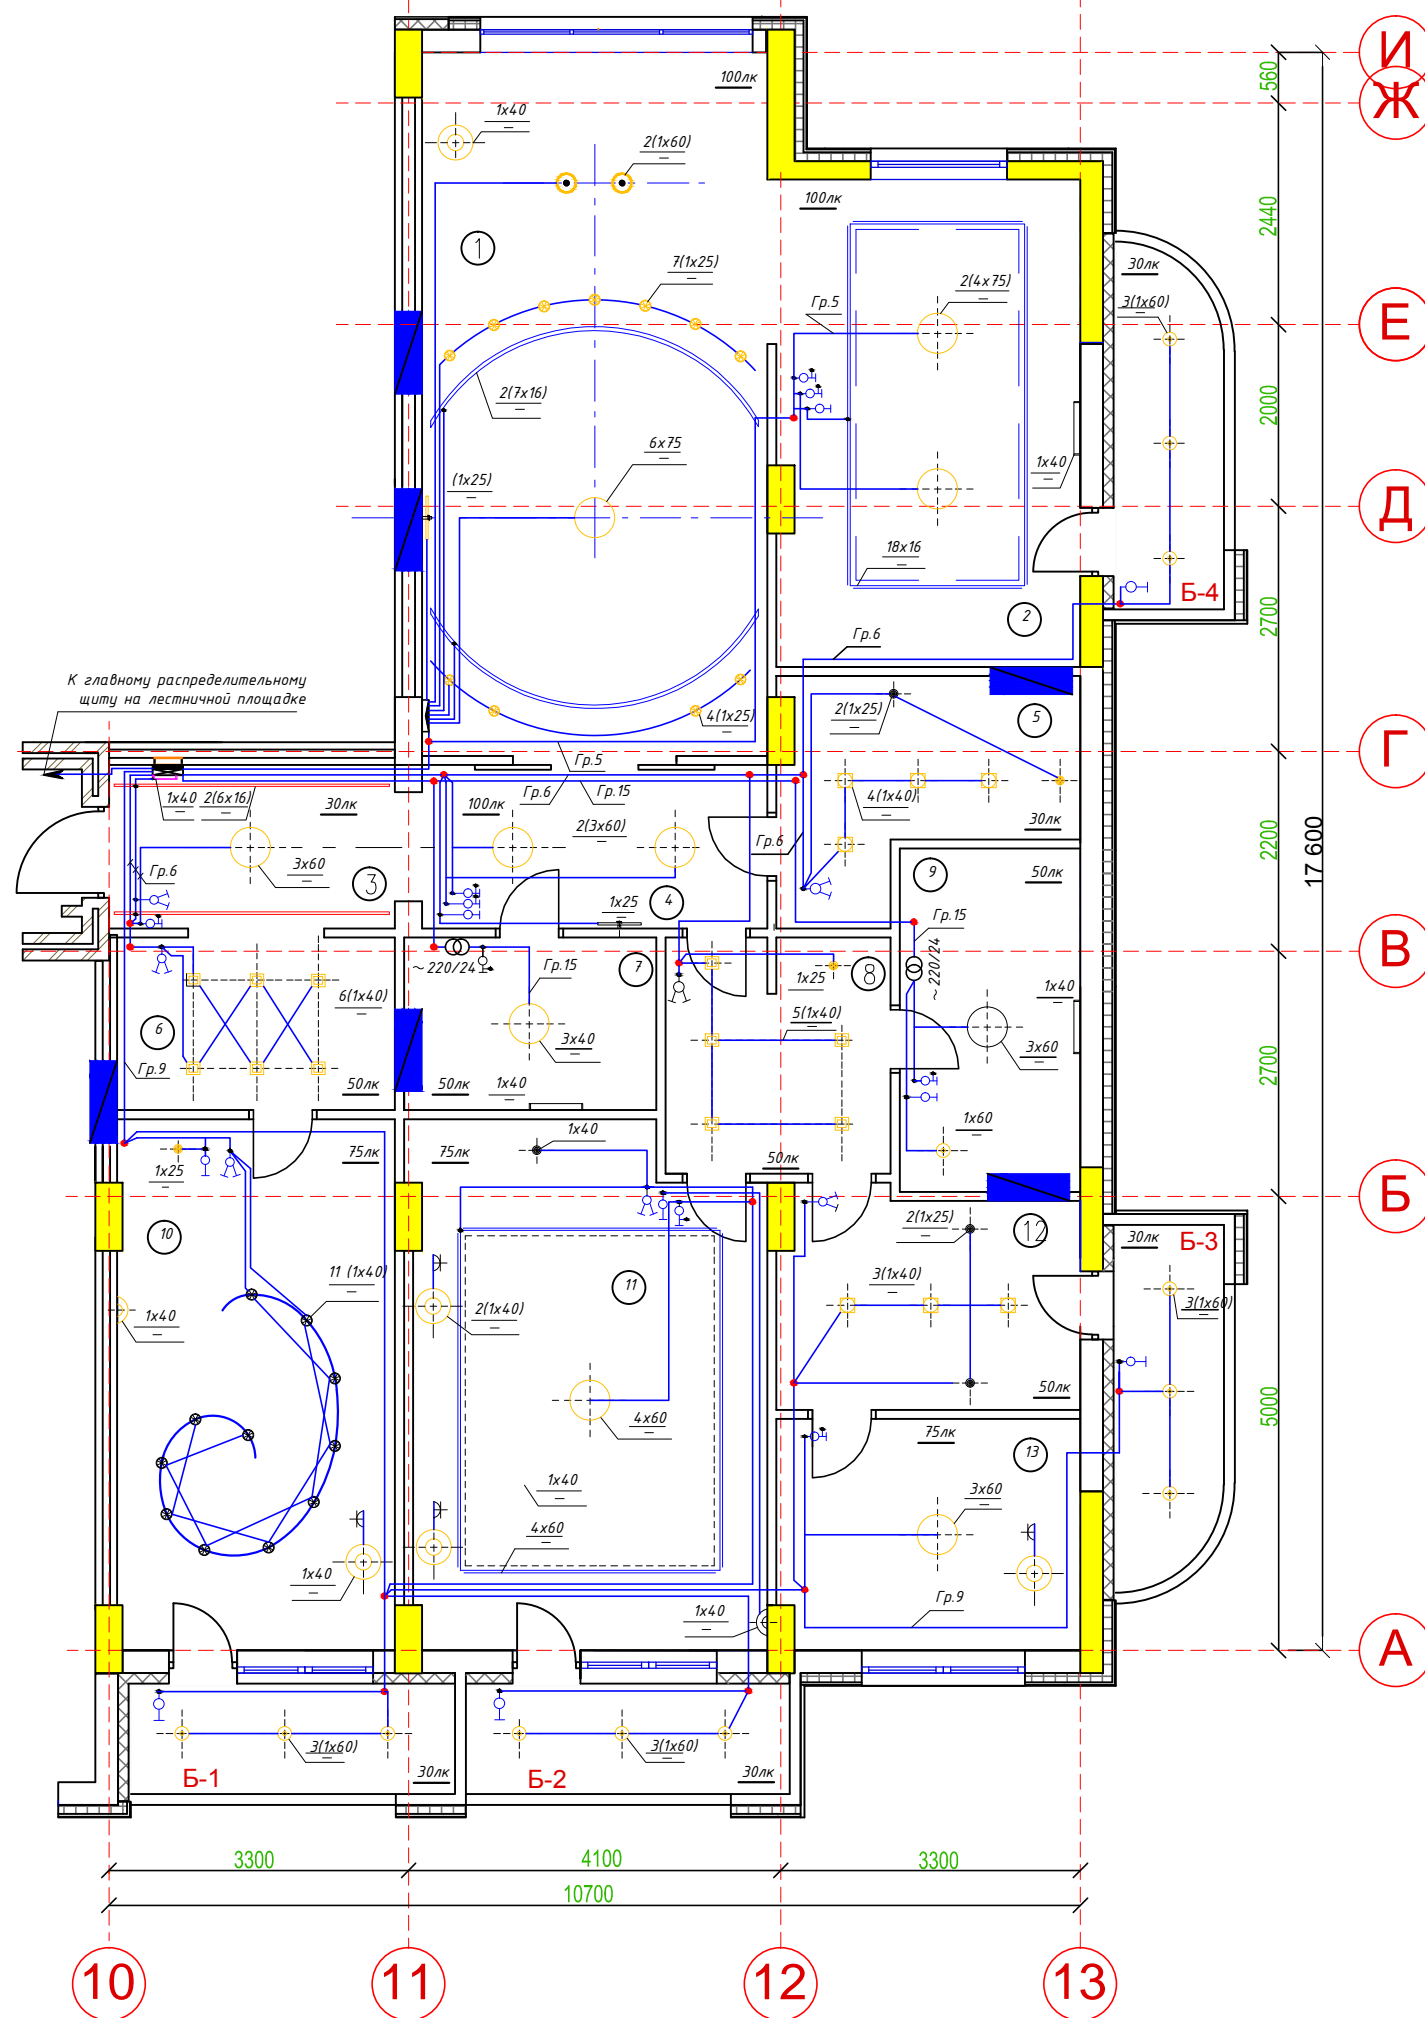 И
560
100лк
Ж
1х40
—
2(1х60)
—
100лк
2440
1
30лк
7(1х25)
—
2(4х75)
—
Гр.5
3(1х60)
—
Е
2(7х16)
—
2000
6х75
—
(1х25)
—
1х40
—
Д
18х16
—
Б-4
2
2700
Гр.6
К главному распределительному
щиту на лестничной площадке
2(1х25)
—
4(1х25)
—
5
Г
Гр.5
Гр.6
Гр.15
1х40
—
2(6х16)
—
30лк
100лк
2(3х60)
—
4(1х40)
—
30лк
Гр.6
2200
17 600
3х60
—
Гр.6
3
4
1х25
—
9
50лк
Гр.15
В
~220/24
Гр.15
7
8
1х25
~220/24
6(1х40)
—
5(1х40)
—
1х40
—
6
3х40
—
3х60
—
2700
Гр.9
50лк
50лк
1х40
—
1х60
—
1х25
—
75лк
75лк
1х40
—
50лк
Б
10
2(1х25)
—
12
30лк
Б-3
11 (1х40)
—
11
3(1х40)
—
1х40
—
2(1х40)
—
3(1х60)
—
50лк
5000
4х60
—
75лк
13
1х40
—
3х60
—
4х60
—
1х40
—
1х40
—
Гр.9
А
3(1х60)
—
3(1х60)
—
Б-1
30лк
Б-2
30лк
3300
4100
3300
10700
10
11
12
13